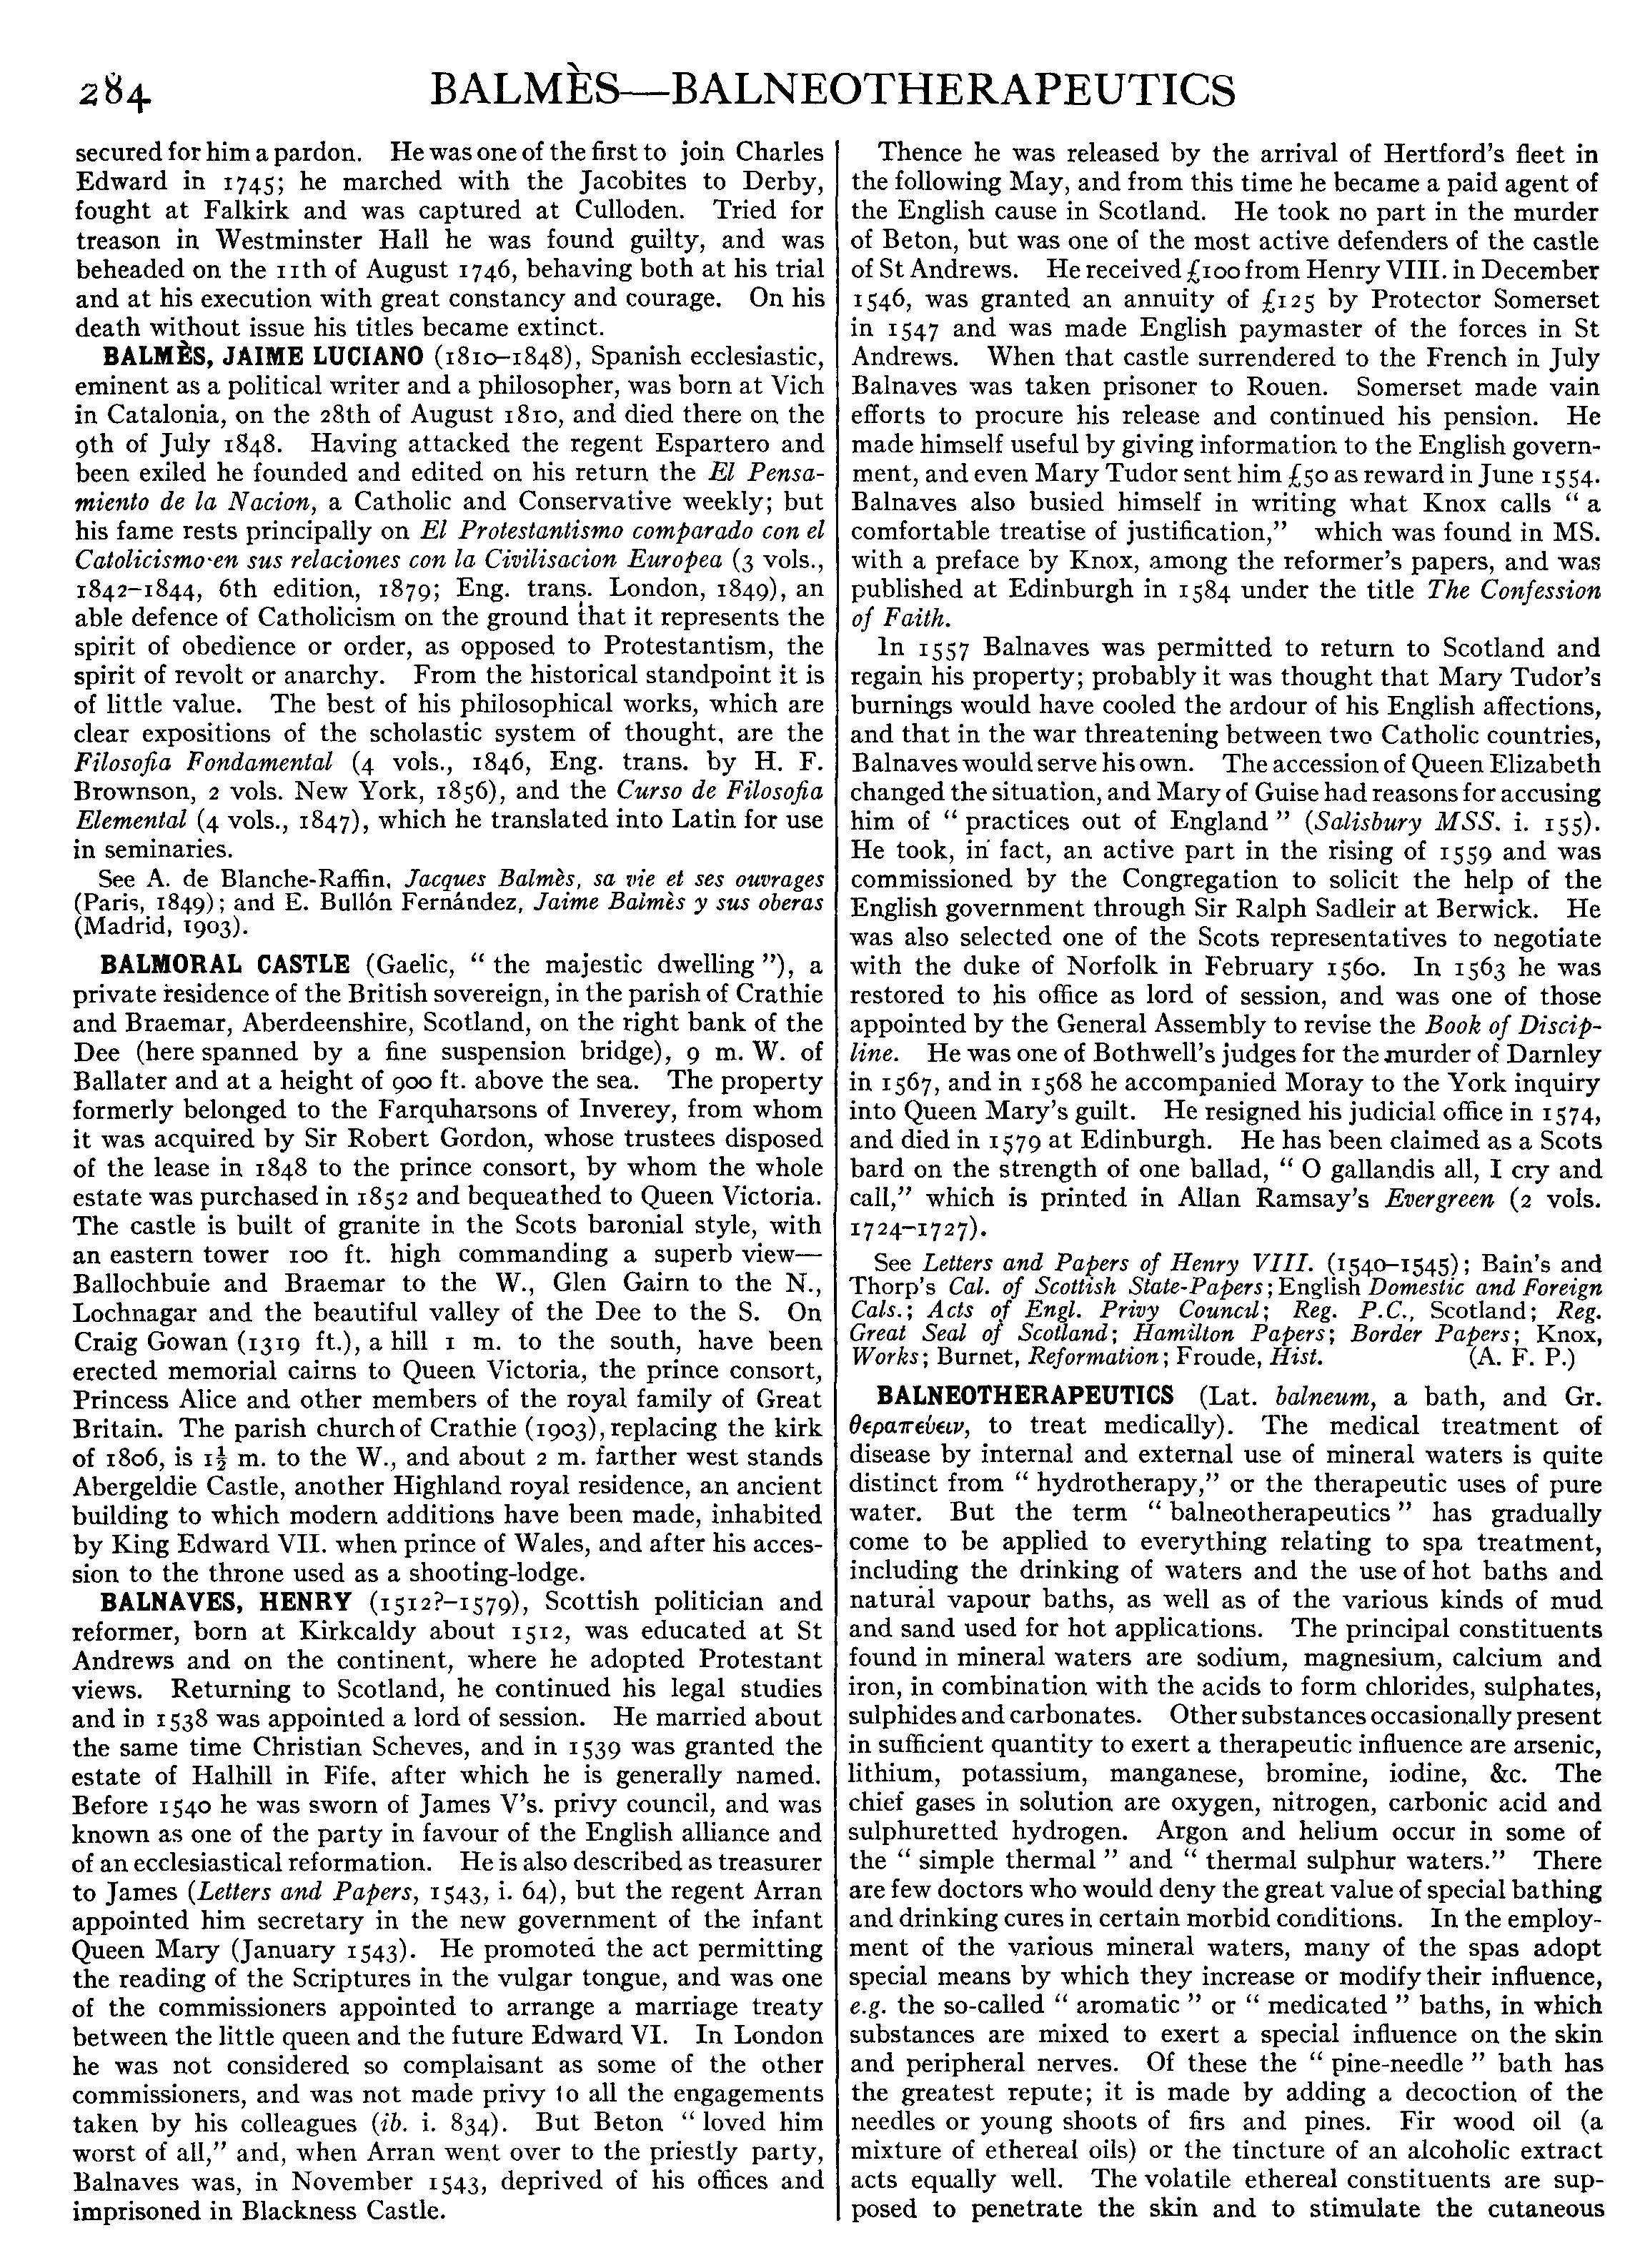 284
BALMÈS—BALNEOTHERAPEUTICS
secured for him a pardon. He was one of the first to join Charles
Edward in 1745; he marched with the Jacobites to Derby,
fought at Falkirk and was captured at Culloden. Tried for
treason in Westminster Hall he was found guilty, and was
beheaded on the 11th of August 1746, behaving both at his trial
and at his execution with great constancy and courage. On his
death without issue his titles became extinct.
BALMÈS, JAIME LUCIANO (1810–1848), Spanish ecclesiastic,
eminent as a political writer and a philosopher, was born at Vich
in Catalonia, on the 28th of August 1810, and died there on the
9th of July 1848. Having attacked the regent Espartero and
been exiled he founded and edited on his return the El Pensa-
miento de la Nacion, a Catholic and Conservative weekly; but
his fame rests principally on El Protestantismo comparado con el
Catolicismo en sus relaciones con la Civilisacion Europea (3 vols.,
1842–1844, 6th edition, 1879; Eng. trans. London, 1849), an
able defence of Catholicism on the ground that it represents the
spirit of obedience or order, as opposed to Protestantism, the
spirit of revolt or anarchy. From the historical standpoint it is
of little value. The best of his philosophical works, which are
clear expositions of the scholastic system of thought, are the
Filosofia Fondamental (4 vols., 1846, Eng. trans. by H. F.
Brownson, 2 vols. New York, 1856), and the Curso de Filosofia
Elemental (4 vols., 1847), which he translated into Latin for use
in seminaries.
See A. de Blanche-Raffin, Jacques Balmès, sa vie et ses ouvrages
(Paris, 1849); and E. Bullón Fernández, Jaime Balmès y sus oberas
(Madrid, 1903).
BALMORAL CASTLE (Gaelic, “ the majestic dwelling ”), a
private residence of the British sovereign, in the parish of Crathie
and Braemar, Aberdeenshire, Scotland, on the right bank of the
Dee (here spanned by a fine suspension bridge), 9 m. W. of
Ballater and at a height of 900 ft. above the sea. The property
formerly belonged to the Farquharsons of Inverey, from whom
it was acquired by Sir Robert Gordon, whose trustees disposed
of the lease in 1848 to the prince consort, by whom the whole
estate was purchased in 1852 and bequeathed to Queen Victoria.
The castle is built of granite in the Scots baronial style, with
an eastern tower 100 ft. high commanding a superb view—
Ballochbuie and Braemar to the W., Glen Gairn to the N.,
Lochnagar and the beautiful valley of the Dee to the S. On
Craig Gowan (1319 ft.), a hill 1 m. to the south, have been
erected memorial cairns to Queen Victoria, the prince consort,
Princess Alice and other members of the royal family of Great
Britain. The parish church of Crathie (1903), replacing the kirk
of 1806, is 1½ m. to the W., and about 2 m. farther west stands
Abergeldie Castle, another Highland royal residence, an ancient
building to which modern additions have been made, inhabited
by King Edward VII. when prince of Wales, and after his acces-
sion to the throne used as a shooting-lodge.
BALNAVES, HENRY (1512?–1579), Scottish politician and
reformer, born at Kirkcaldy about 1512, was educated at St
Andrews and on the continent, where he adopted Protestant
views. Returning to Scotland, he continued his legal studies
and in 1538 was appointed a lord of session. He married about
the same time Christian Scheves, and in 1539 was granted the
estate of Halhill in Fife, after which he is generally named.
Before 1540 he was sworn of James V’s. privy council, and was
known as one of the party in favour of the English alliance and
of an ecclesiastical reformation. He is also described as treasurer
to James (Letters and Papers, 1543, i. 64), but the regent Arran
appointed him secretary in the new government of the infant
Queen Mary (January 1543). He promoted the act permitting
the reading of the Scriptures in the vulgar tongue, and was one
of the commissioners appointed to arrange a marriage treaty
between the little queen and the future Edward VI. In London
he was not considered so complaisant as some of the other
commissioners, and was not made privy to all the engagements
taken by his colleagues (ib. i. 834). But Beton “ loved him
worst of all,” and, when Arran went over to the priestly party,
Balnaves was, in November 1543, deprived of his offices and
imprisoned in Blackness Castle.
Thence he was released by the arrival of Hertford’s fleet in
the following May, and from this time he became a paid agent of
the English cause in Scotland. He took no part in the murder
of Beton, but was one of the most active defenders of the castle
of St Andrews. He received £100 from Henry VIII. in December
1546, was granted an annuity of £125 by Protector Somerset
in 1547 and was made English paymaster of the forces in St
Andrews. When that castle surrendered to the French in July
Balnaves was taken prisoner to Rouen. Somerset made vain
efforts to procure his release and continued his pension. He
made himself useful by giving information to the English govern-
ment, and even Mary Tudor sent him £50 as reward in June 1554.
Balnaves also busied himself in writing what Knox calls “ a
comfortable treatise of justification,” which was found in MS.
with a preface by Knox, among the reformer’s papers, and was
published at Edinburgh in 1584 under the title The Confession
of Faith.
In 1557 Balnaves was permitted to return to Scotland and
regain his property; probably it was thought that Mary Tudor’s
burnings would have cooled the ardour of his English affections,
and that in the war threatening between two Catholic countries,
Balnaves would serve his own. The accession of Queen Elizabeth
changed the situation, and Mary of Guise had reasons for accusing
him of “ practices out of England ” (Salisbury MSS. i. 155).
He took, in fact, an active part in the rising of 1559 and was
commissioned by the Congregation to solicit the help of the
English government through Sir Ralph Sadleir at Berwick. He
was also selected one of the Scots representatives to negotiate
with the duke of Norfolk in February 1560. In 1563 he was
restored to his office as lord of session, and was one of those
appointed by the General Assembly to revise the Book of Discip-
line. He was one of Bothwell’s judges for the murder of Darnley
in 1567, and in 1568 he accompanied Moray to the York inquiry
into Queen Mary’s guilt. He resigned his judicial office in 1574,
and died in 1579 at Edinburgh. He has been claimed as a Scots
bard on the strength of one ballad, “ O gallandis all, I cry and
call,” which is printed in Allan Ramsay’s Evergreen (2 vols.
1724–1727).
See Letters and Papers of Henry VIII. (1540–1545); Bain’s and
Thorp’s Cal. of Scottish State-Papers; English Domestic and Foreign
Cals.; Acts of Engl. Privy Council; Reg. P.C., Scotland; Reg.
Great Seal of Scotland; Hamilton Papers; Border Papers; Knox,
Works; Burnet, Reformation; Froude, Hist. (A. F. P.)
BALNEOTHERAPEUTICS (Lat. balneum, a bath, and Gr.
θεραπεύειν, to treat medically). The medical treatment of
disease by internal and external use of mineral waters is quite
distinct from “ hydrotherapy,” or the therapeutic uses of pure
water. But the term “ balneotherapeutics ” has gradually
come to be applied to everything relating to spa treatment,
including the drinking of waters and the use of hot baths and
natural vapour baths, as well as of the various kinds of mud
and sand used for hot applications. The principal constituents
found in mineral waters are sodium, magnesium, calcium and
iron, in combination with the acids to form chlorides, sulphates,
sulphides and carbonates. Other substances occasionally present
in sufficient quantity to exert a therapeutic influence are arsenic,
lithium, potassium, manganese, bromine, iodine, &c. The
chief gases in solution are oxygen, nitrogen, carbonic acid and
sulphuretted hydrogen. Argon and helium occur in some of
the “ simple thermal ” and “ thermal sulphur waters.” There
are few doctors who would deny the great value of special bathing
and drinking cures in certain morbid conditions. In the employ-
ment of the various mineral waters, many of the spas adopt
special means by which they increase or modify their influence,
e.g. the so-called “ aromatic ” or “ medicated ” baths, in which
substances are mixed to exert a special influence on the skin
and peripheral nerves. Of these the “ pine-needle ” bath has
the greatest repute; it is made by adding a decoction of the
needles or young shoots of firs and pines. Fir wood oil (a
mixture of ethereal oils) or the tincture of an alcoholic extract
acts equally well. The volatile ethereal constituents are sup-
posed to penetrate the skin and to stimulate the cutaneous